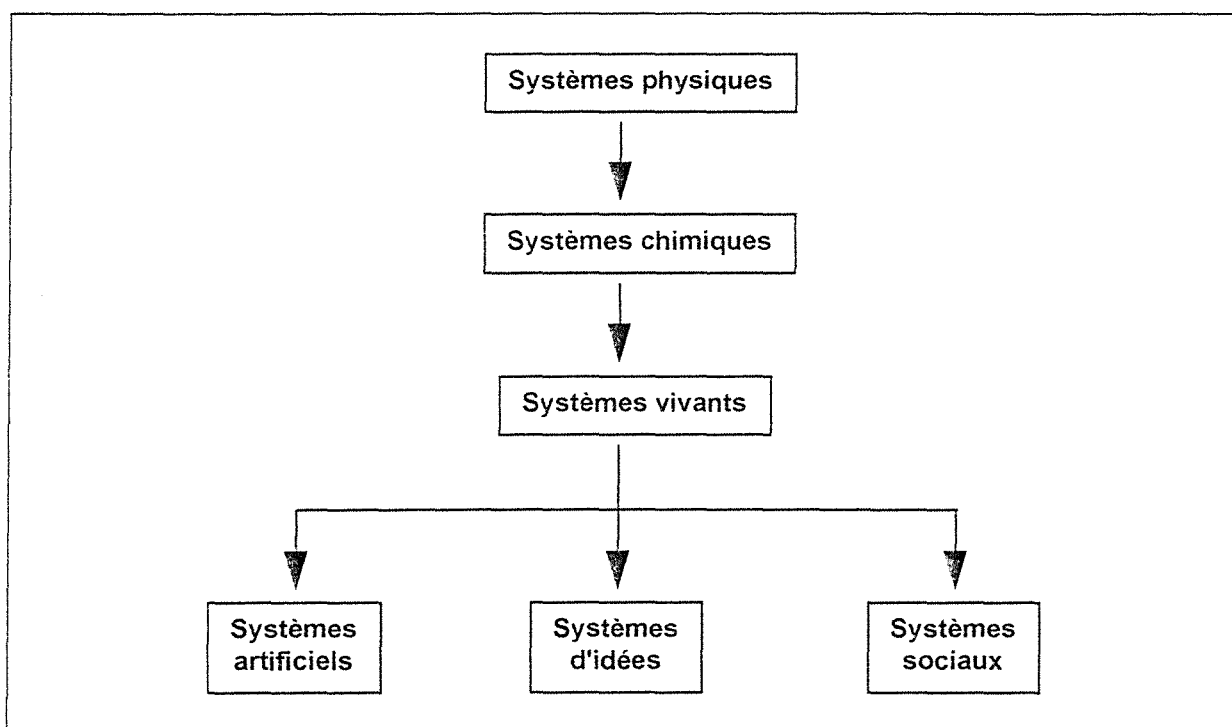 Systèmes physiques
Systèmes chimiques
Systèmes vivants
Systèmes
artificiels
Systèmes
d'idées
Systèmes
sociaux